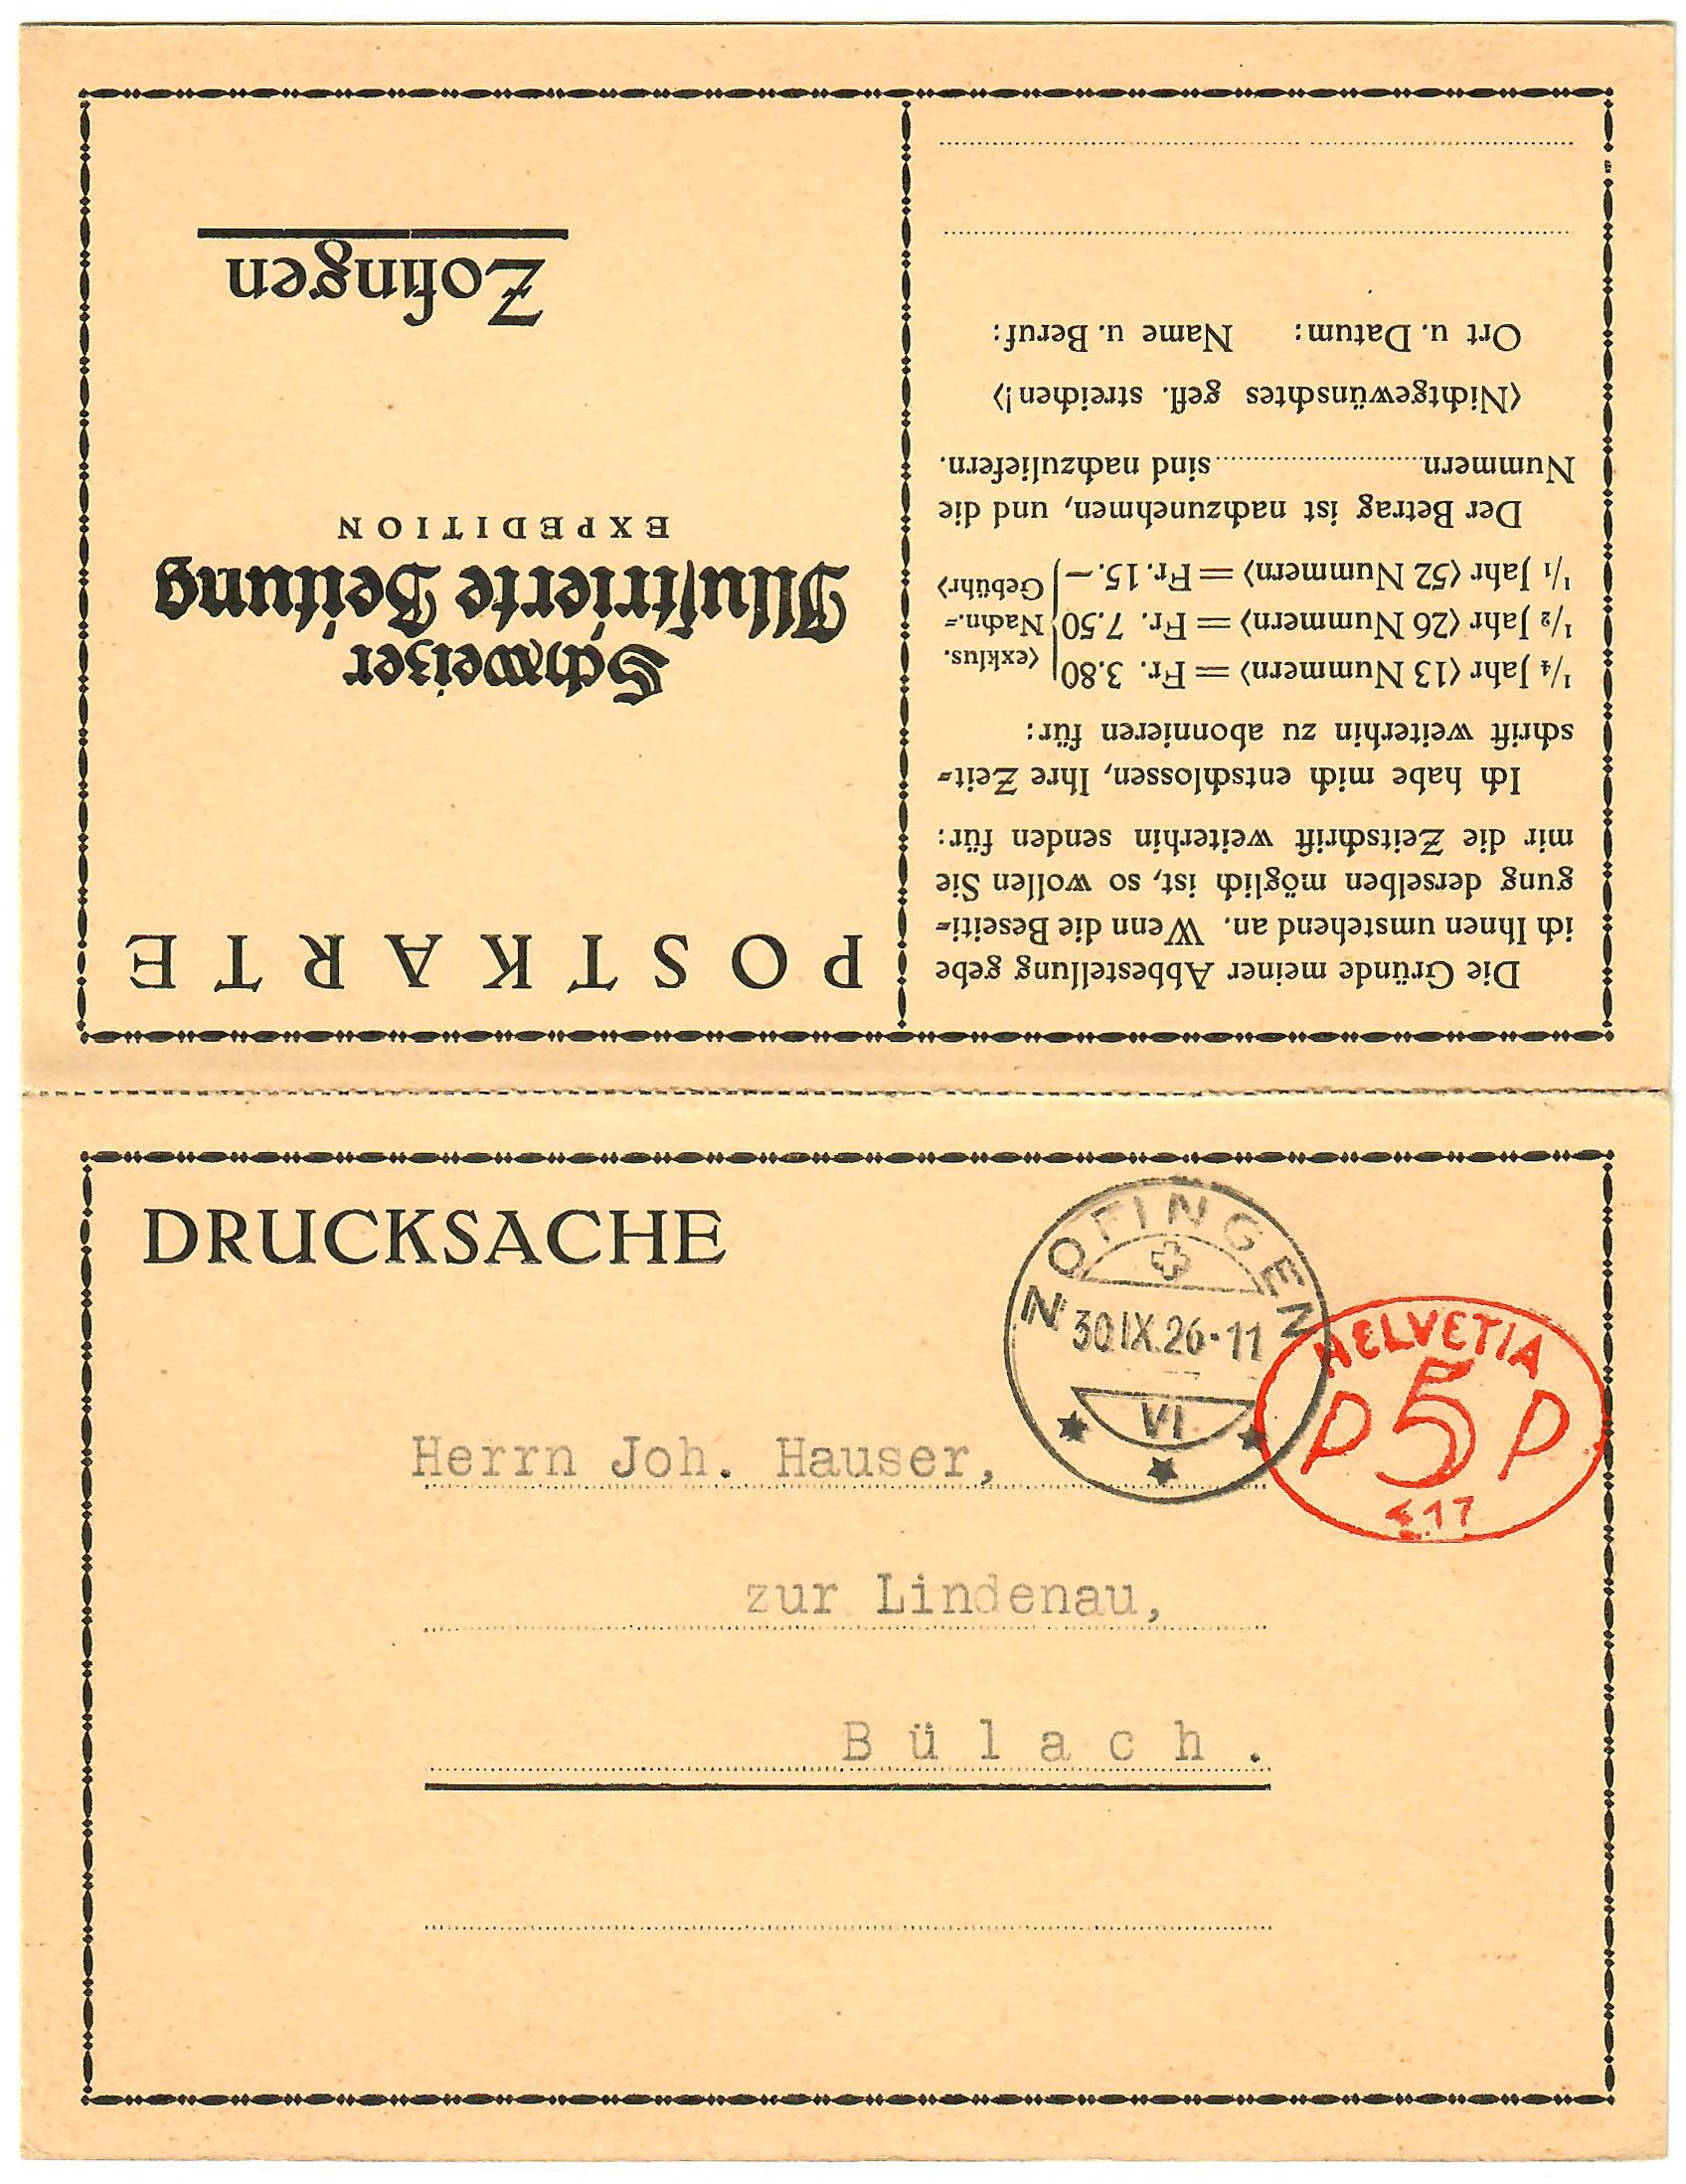 POSTKARTE
Schweizer
Illustrierte Zeitung
EXPEDITION
Zofingen
Die Gründe meiner Abbestellung gebe
ich Ihnen umstehend an. Wenn die Beseiti=
gung derselben möglich ist, so wollen Sie
mir die Zeitschrift weiterhin senden für:
Ich habe mich entschlossen, Ihre Zeit=
schrift weiterhin zu abonnieren für:
1/4 Jahr (13 Nummern) = Fr. 3.80
1/2 Jahr (26 Nummern) = Fr. 7.50
1/1 Jahr (52 Nummern) = Fr. 15.—
(exklus.
Nachn.=
Gebühr)
Der Betrag ist nachzunehmen, und die
Nummern..........sind nachzuliefern.
(Nichtgewünschtes gefl. streichen!)
Ort u. Datum: Name u. Beruf:
DRUCKSACHE
ZOFINGEN
30.IX.26-11
VI
HELVETIA
P 5 P
417
Herrn Joh. Hauser,
zur Lindenau,
Bülach.